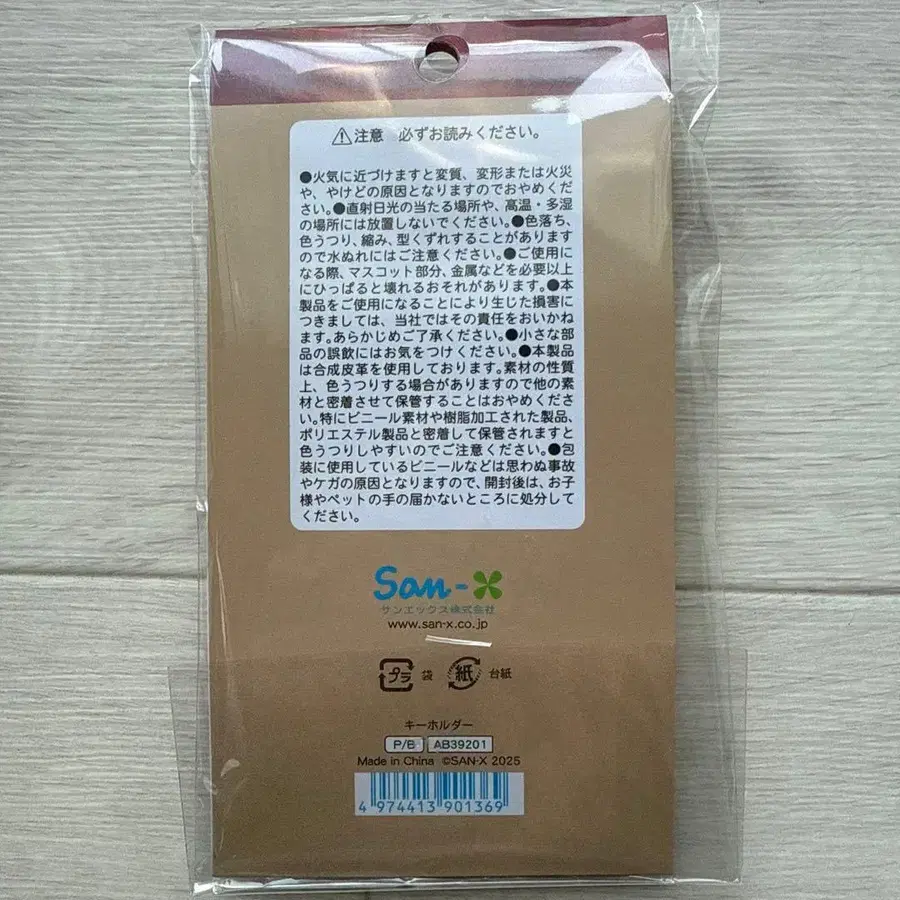 ⚠注意 必ずお読みください。
●火気に近づけますと変質、変形または火災
や、やけどの原因となりますのでおやめくだ
さい。●直射日光の当たる場所や、高温・多湿
の場所には放置しないでください。●色落ち、
色うつり、縮み、型くずれすることがあります
ので水ぬれにはご注意ください。●ご使用に
なる際、マスコット部分、金属などを必要以上
にひっぱると壊れるおそれがあります。●本
製品をご使用になることにより生じた損害に
つきましては、当社ではその責任をおいかね
ます。あらかじめご了承ください。●小さな部
品の誤飲にはお気をつけください。●本製品
は合成皮革を使用しております。素材の性質
上、色うつりする場合がありますので他の素
材と密着させて保管することはおやめくださ
い。特にビニール素材や樹脂加工された製品、
ポリエステル製品と密着して保管されますと
色うつりしやすいのでご注意ください。●包
装に使用しているビニールなどは思わぬ事故
やケガの原因となりますので、開封後は、お子
様やペットの手の届かないところに処分して
ください。
San-X
サンエックス株式会社
www.san-x.co.jp
プラ 袋 紙 台紙
キーホルダー
P/B AB39201
Made in China ©SAN-X 2025
4 974413 901369